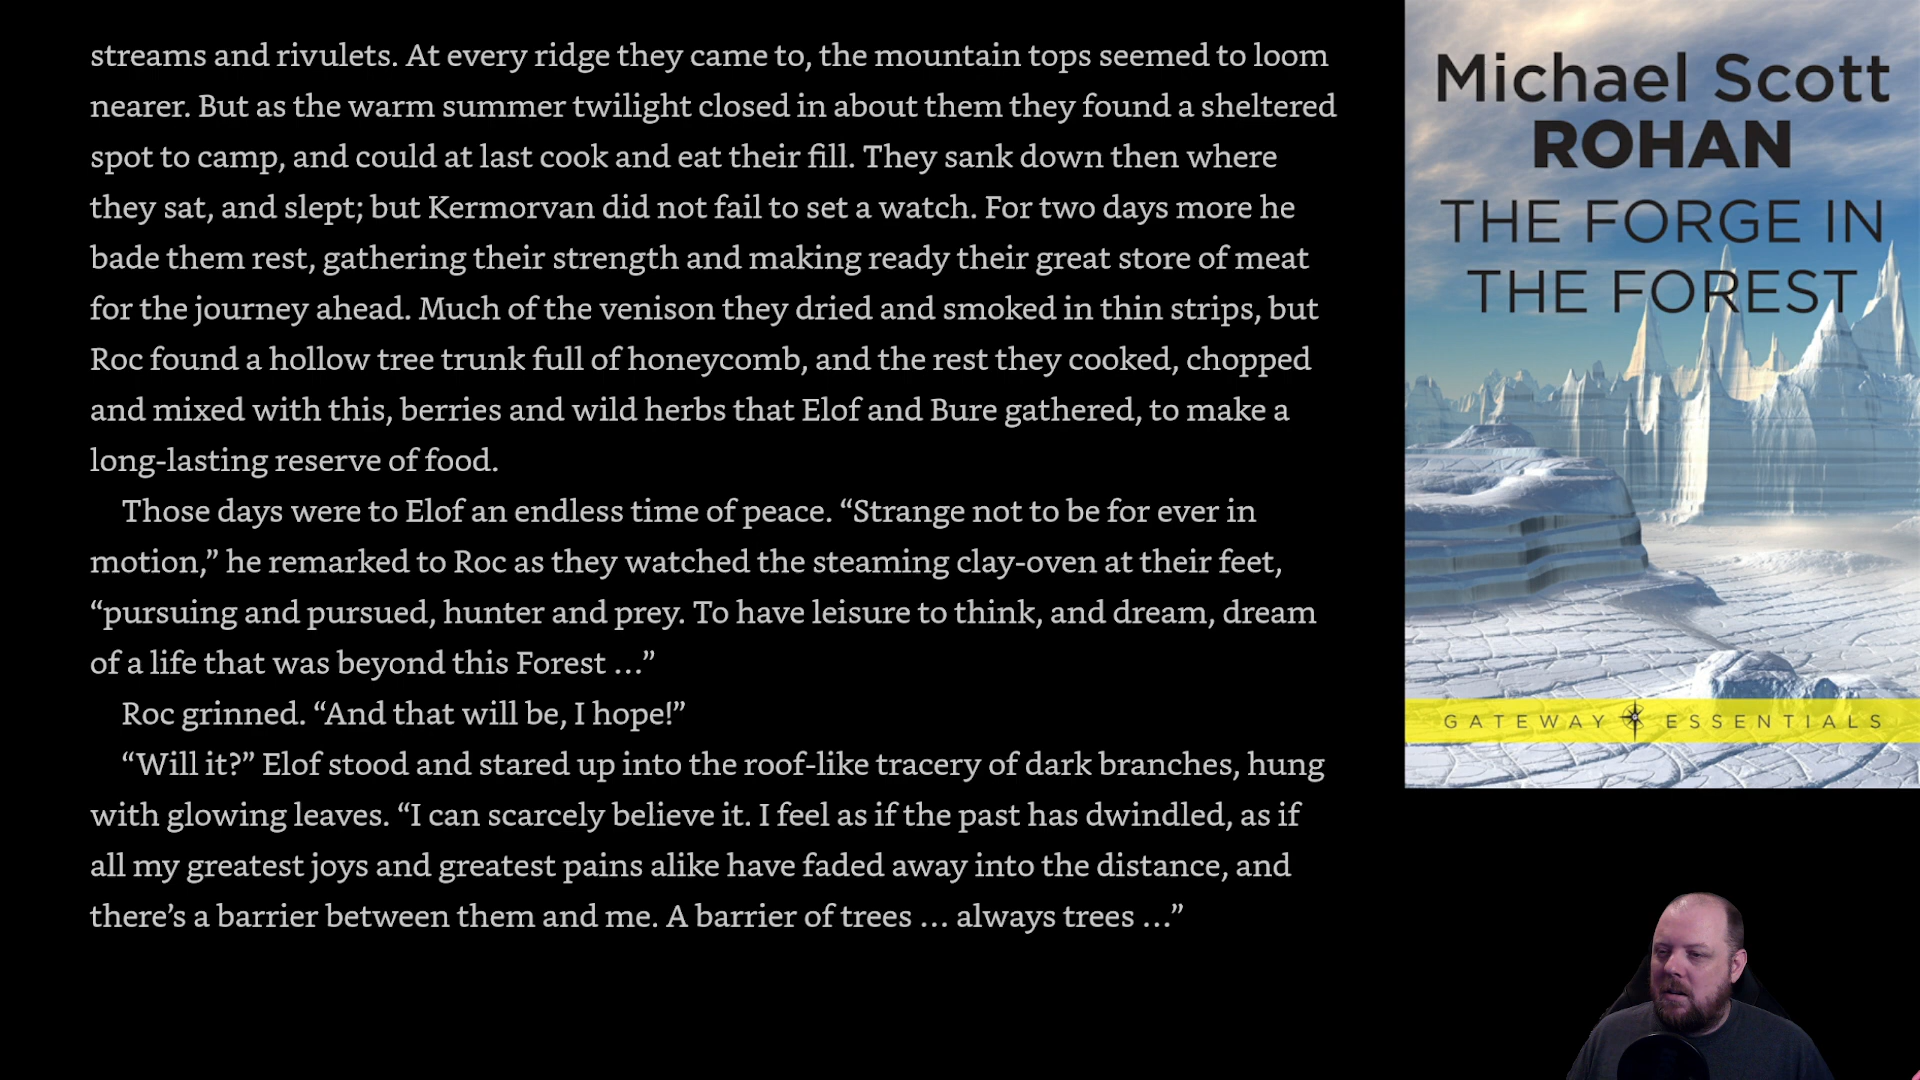 streams and rivulets. At every ridge they came to, the mountain tops seemed to loom
nearer. But as the warm summer twilight closed in about them they found a sheltered
spot to camp, and could at last cook and eat their fill. They sank down then where
they sat, and slept; but Kermorvan did not fail to set a watch. For two days more he
bade them rest, gathering their strength and making ready their great store of meat
for the journey ahead. Much of the venison they dried and smoked in thin strips, but
Roc found a hollow tree trunk full of honeycomb, and the rest they cooked, chopped
and mixed with this, berries and wild herbs that Elof and Bure gathered, to make a
long-lasting reserve of food.
Those days were to Elof an endless time of peace. “Strange not to be for ever in
motion,” he remarked to Roc as they watched the steaming clay-oven at their feet,
“pursuing and pursued, hunter and prey. To have leisure to think, and dream, dream
of a life that was beyond this Forest …”
Roc grinned. “And that will be, I hope!”
“Will it?” Elof stood and stared up into the roof-like tracery of dark branches, hung
with glowing leaves. “I can scarcely believe it. I feel as if the past has dwindled, as if
all my greatest joys and greatest pains alike have faded away into the distance, and
there’s a barrier between them and me. A barrier of trees … always trees …”
Michael Scott
ROHAN
THE FORGE IN
THE FOREST
GATEWAY ESSENTIALS